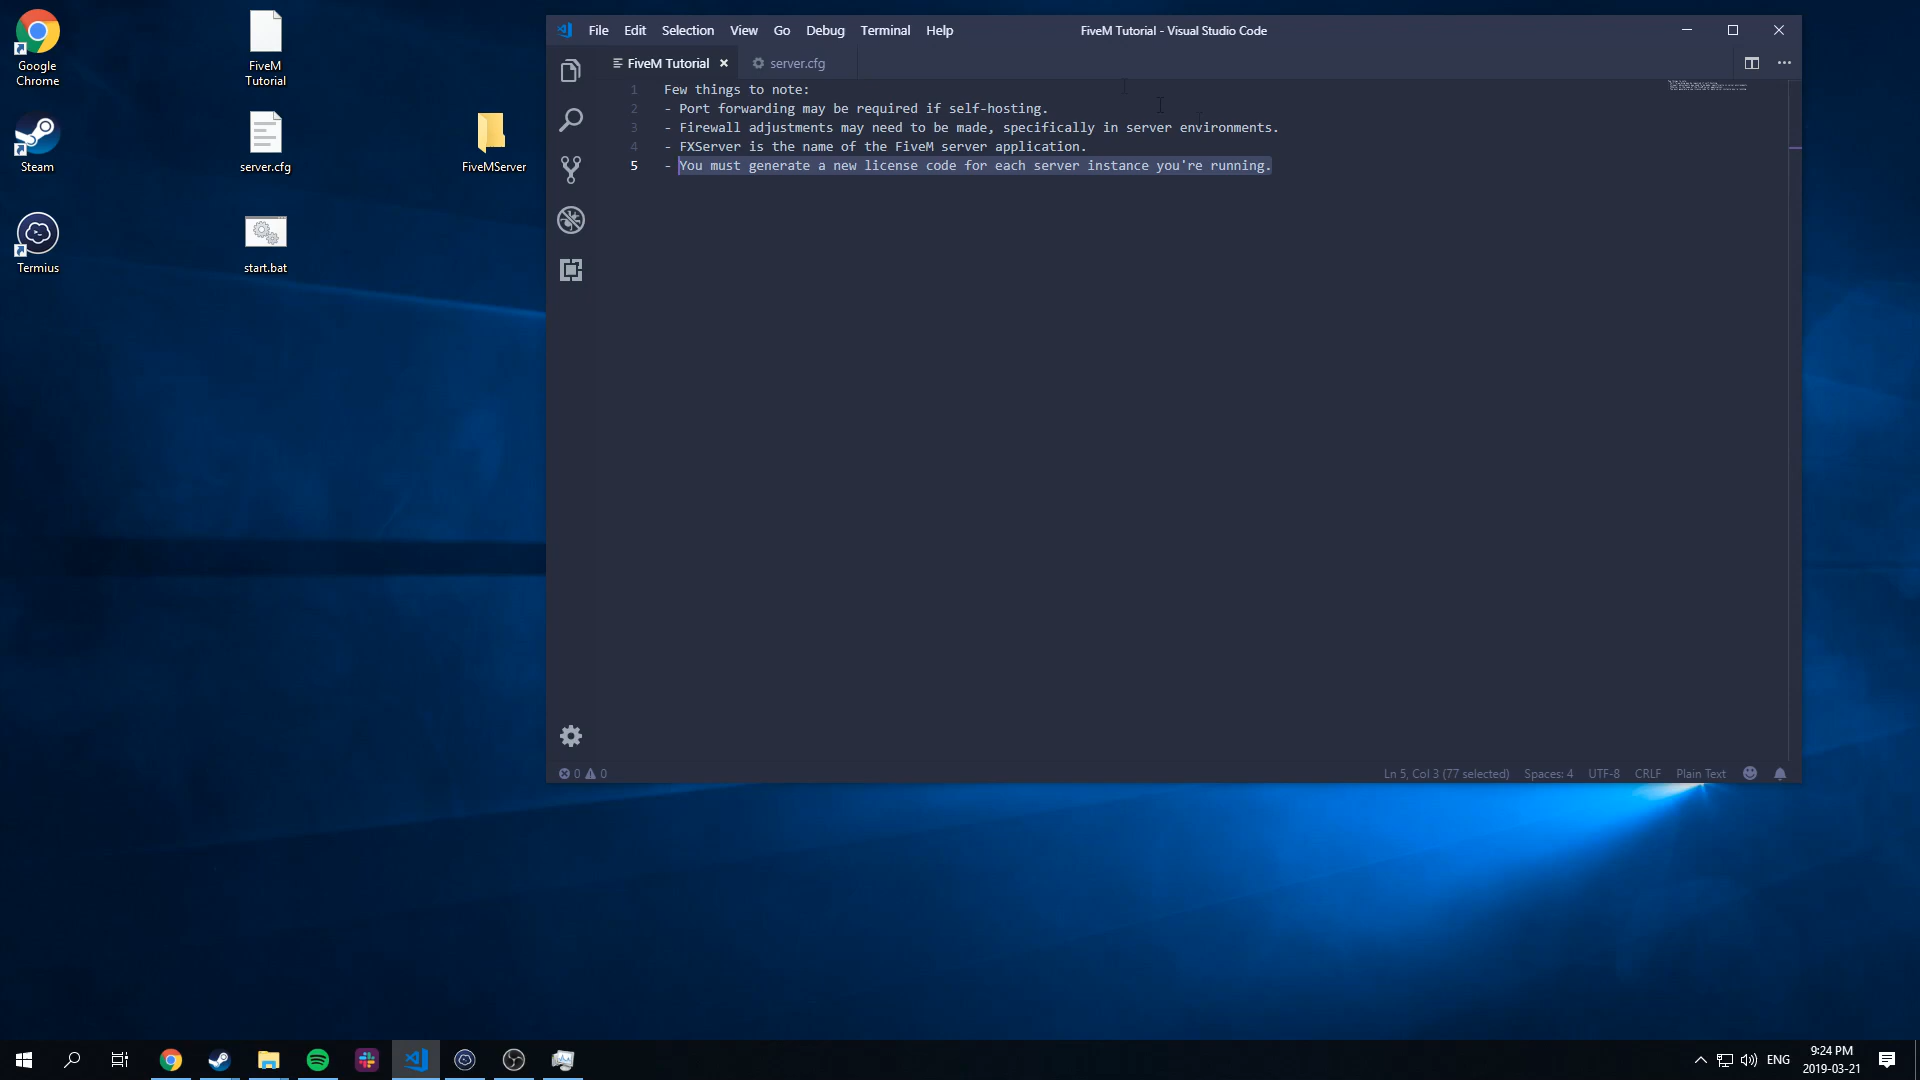 Google
Chrome
FiveM
Tutorial
Steam
server.cfg
FiveMServer
Termius
start.bat
File Edit Selection View Go Debug Terminal Help
FiveM Tutorial - Visual Studio Code
FiveM Tutorial
server.cfg
1 Few things to note:
2 - Port forwarding may be required if self-hosting.
3 - Firewall adjustments may need to be made, specifically in server environments.
4 - FXServer is the name of the FiveM server application.
5 - You must generate a new license code for each server instance you're running.
0 0
Ln 5, Col 3 (77 selected) Spaces: 4 UTF-8 CRLF Plain Text
ENG
9:24 PM
2019-03-21